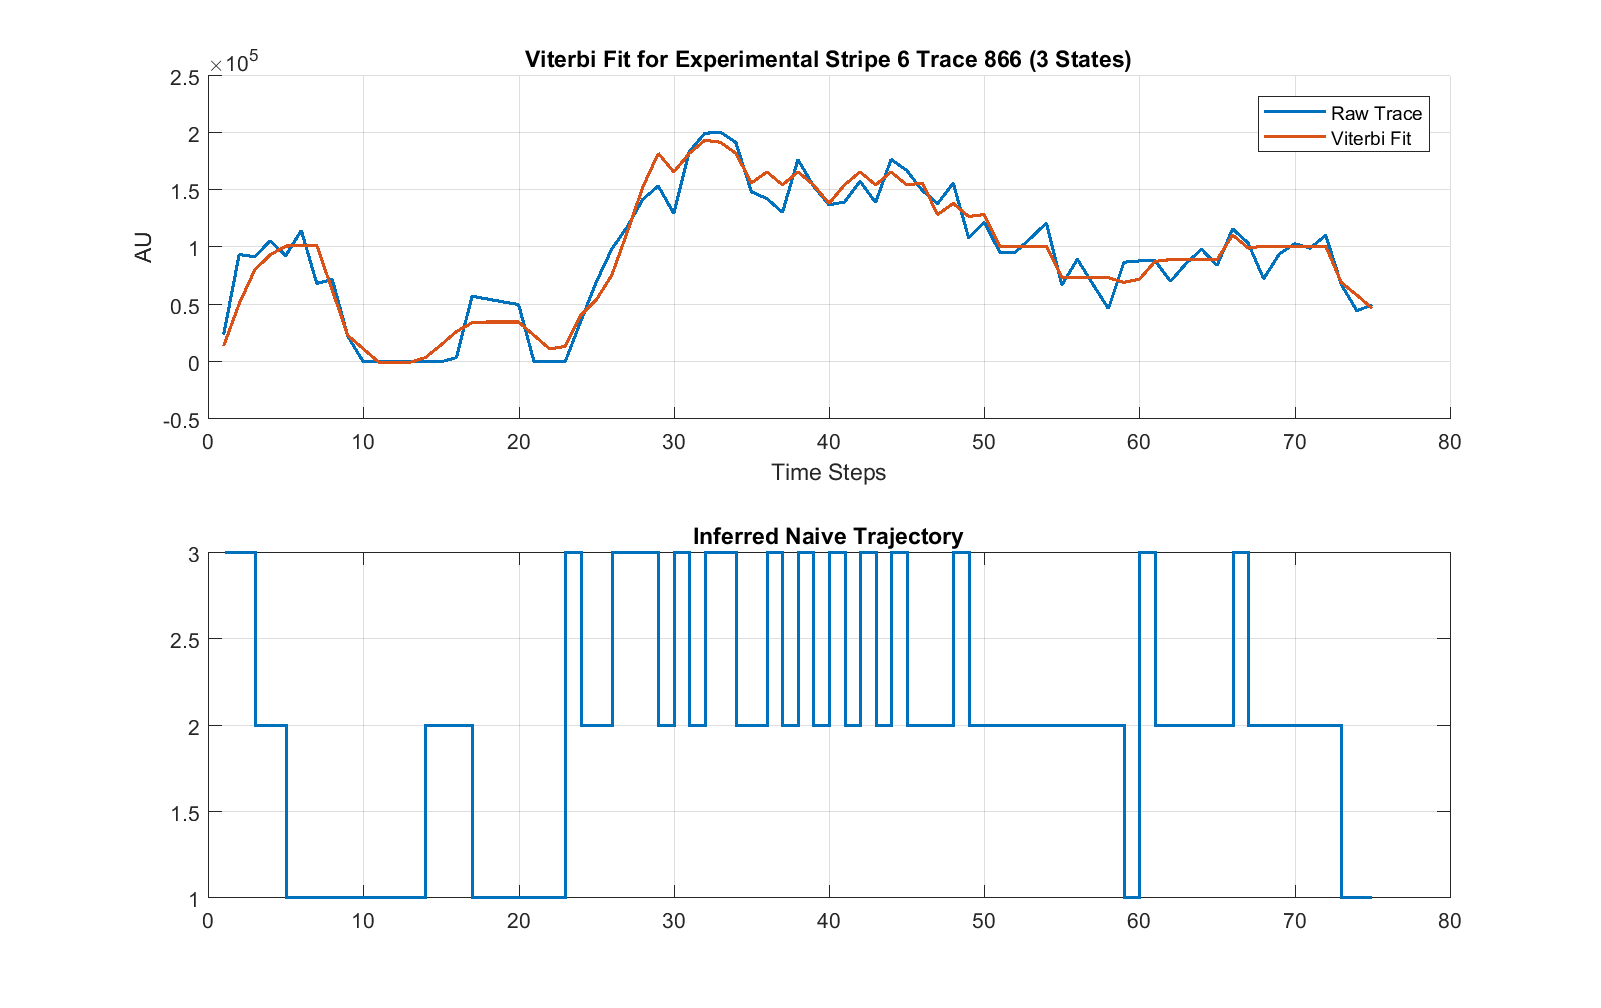 Viterbi Fit for Experimental Stripe 6 Trace 866 (3 States)
×10^5
2.5
2
1.5
1
0.5
0
-0.5
AU
Raw Trace
Viterbi Fit
0 10 20 30 40 50 60 70 80
Time Steps
Inferred Naive Trajectory
3
2.5
2
1.5
1
0 10 20 30 40 50 60 70 80